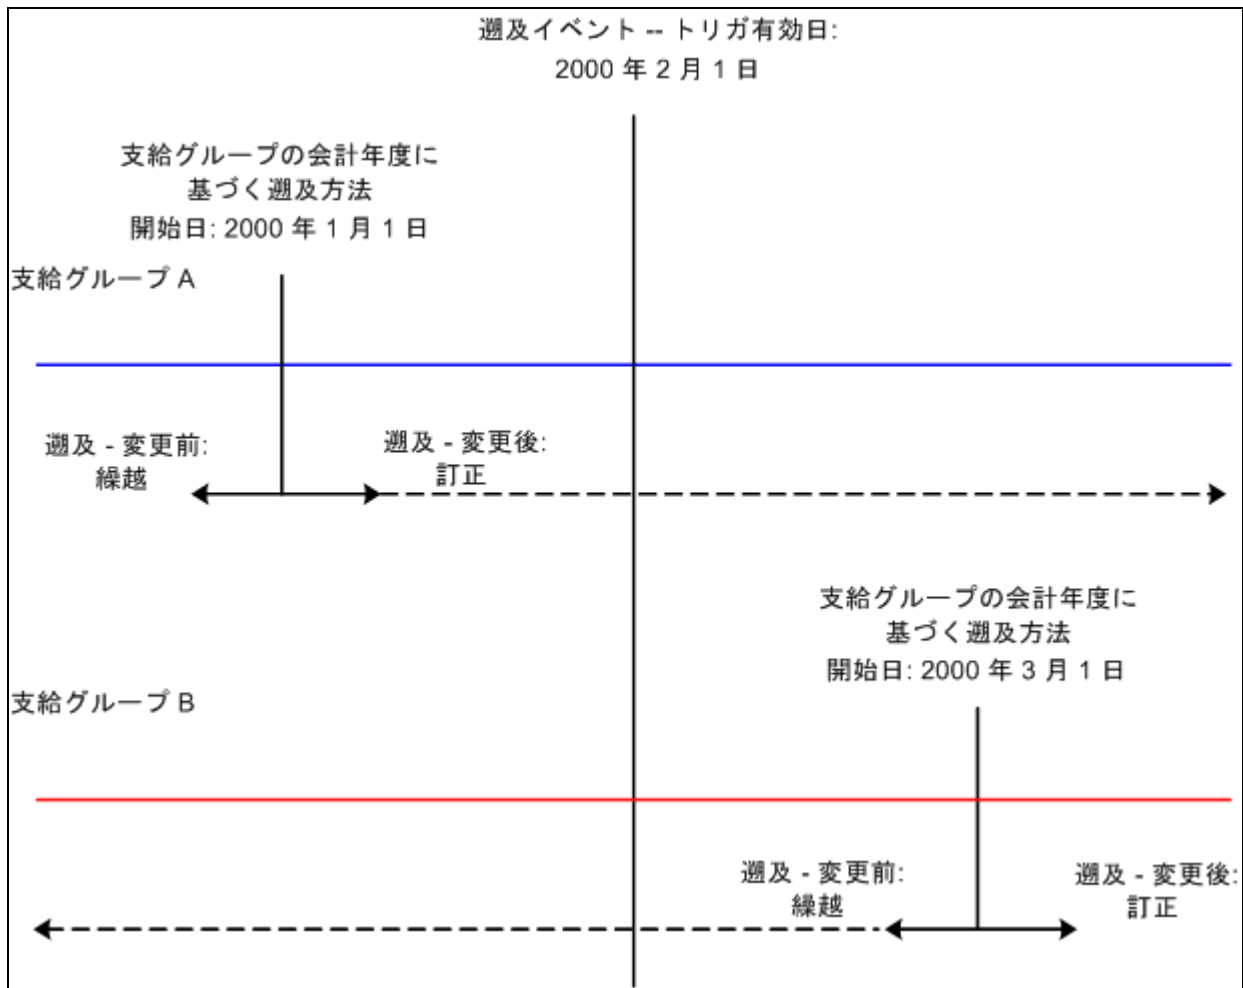 遡及イベント -- トリガ有効日:
2000 年 2 月 1 日
支給グループの会計年度に
基づく遡及方法
開始日: 2000 年 1 月 1 日
支給グループ A
遡及 - 変更前:
繰越
遡及 - 変更後:
訂正
支給グループの会計年度に
基づく遡及方法
開始日: 2000 年 3 月 1 日
支給グループ B
遡及 - 変更前:
繰越
遡及 - 変更後:
訂正